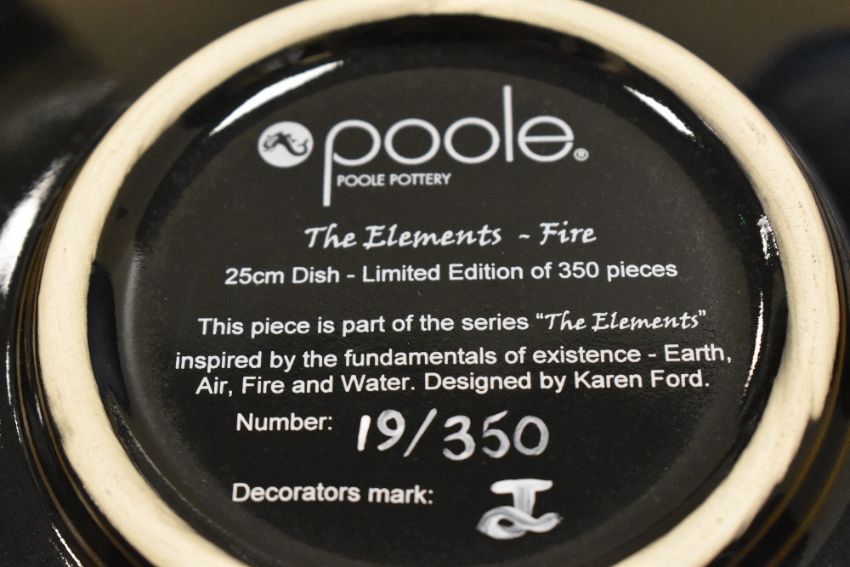 poole®
POOLE POTTERY
The Elements - Fire
25cm Dish - Limited Edition of 350 pieces
This piece is part of the series “The Elements”
inspired by the fundamentals of existence - Earth,
Air, Fire and Water. Designed by Karen Ford.
Number: 19/350
Decorators mark: